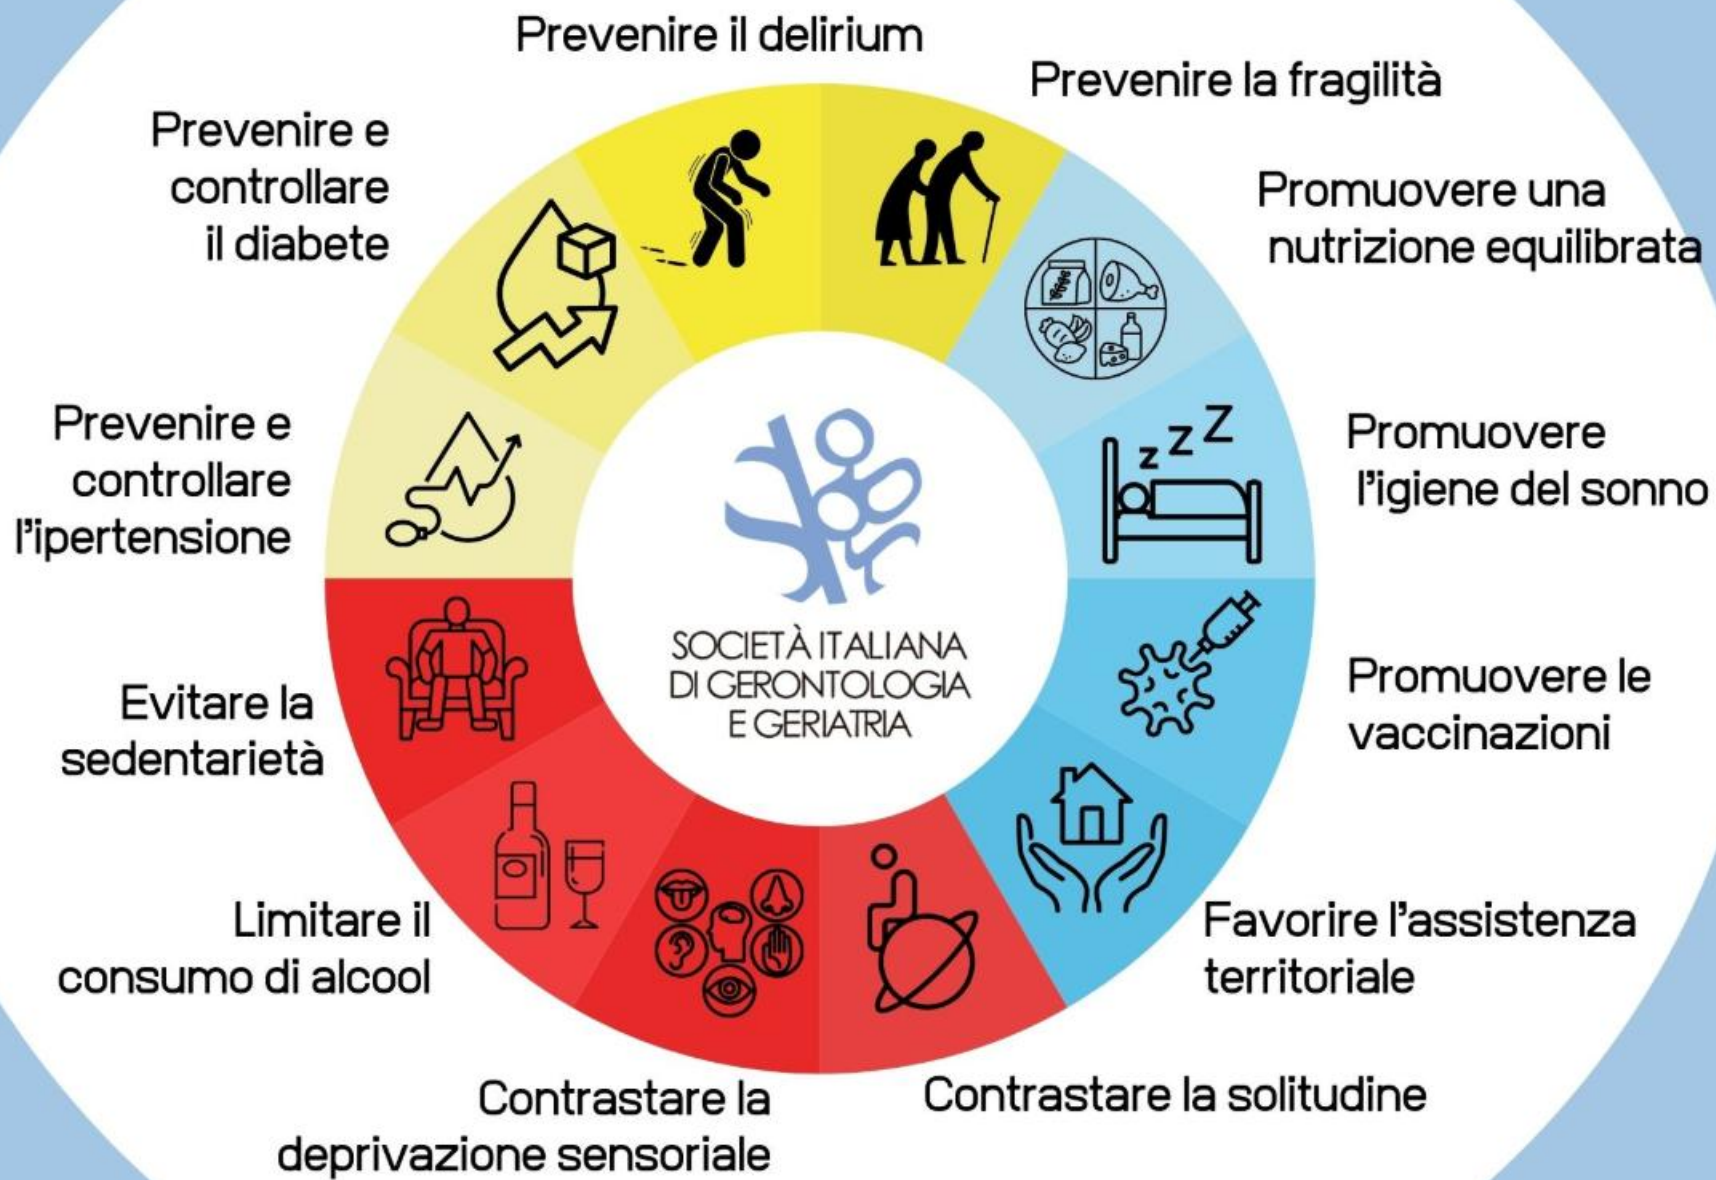 Prevenire il delirium
Prevenire la fragilità
Promuovere una
nutrizione equilibrata
Promuovere
l'igiene del sonno
Promuovere le
vaccinazioni
Favorire l'assistenza
territoriale
Contrastare la solitudine
Contrastare la
deprivazione sensoriale
Limitare il
consumo di alcool
Evitare la
sedentarietà
Prevenire e
controllare
l'ipertensione
Prevenire e
controllare
il diabete
z z Z
SOCIETÀ ITALIANA
DI GERONTOLOGIA
E GERIATRIA